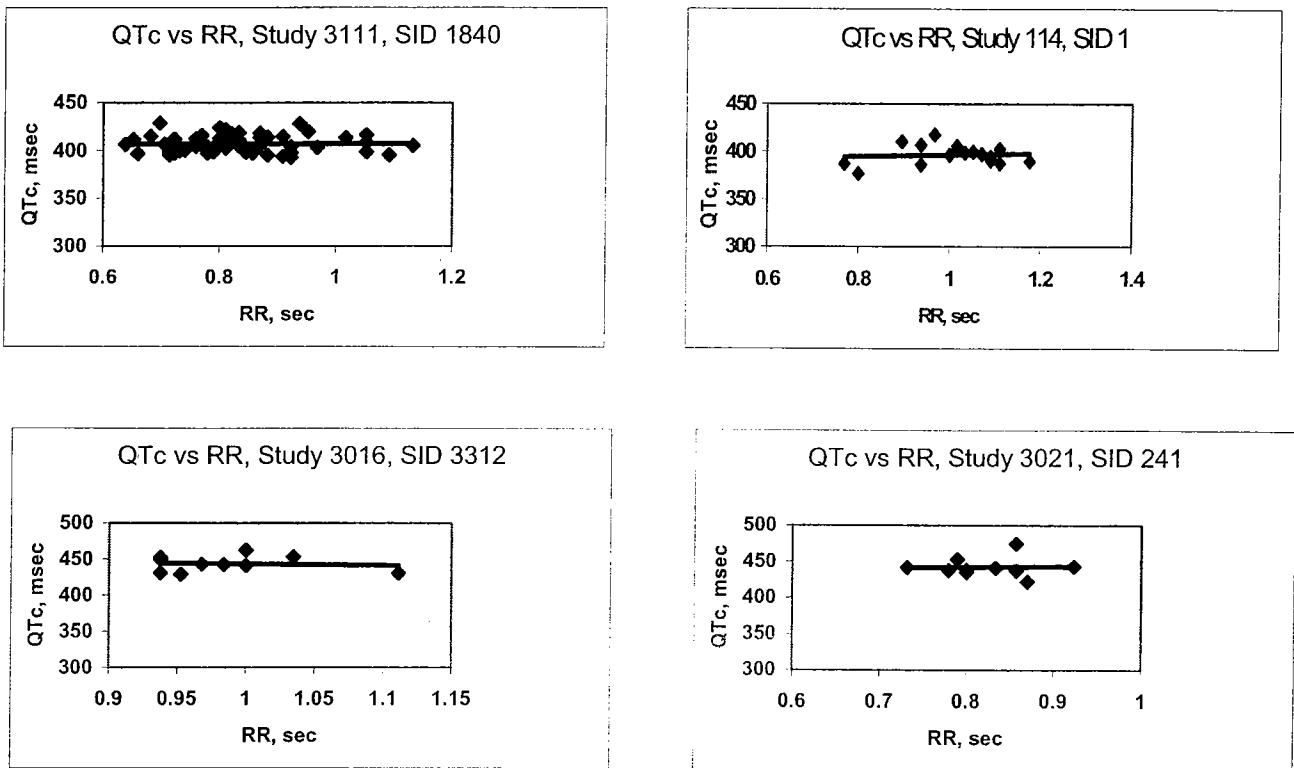 QTc vs RR, Study 3111, SID 1840
QTc, msec
450
400
350
300
0.6 0.8 1 1.2
RR, sec
QTc vs RR, Study 114, SID 1
QTc, msec
450
400
350
300
0.6 0.8 1 1.2 1.4
RR, sec
QTc vs RR, Study 3016, SID 3312
QTc, msec
500
450
400
350
300
0.9 0.95 1 1.05 1.1 1.15
RR, sec
QTc vs RR, Study 3021, SID 241
QTc, msec
500
450
400
350
300
0.6 0.7 0.8 0.9 1
RR, sec